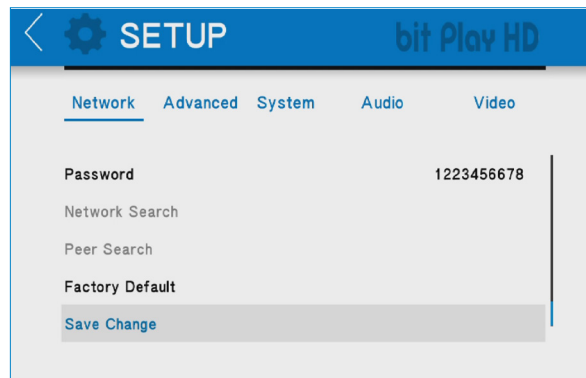 SETUP bit Play HD
Network Advanced System Audio Video
Password 1223456678
Network Search
Peer Search
Factory Default
Save Change